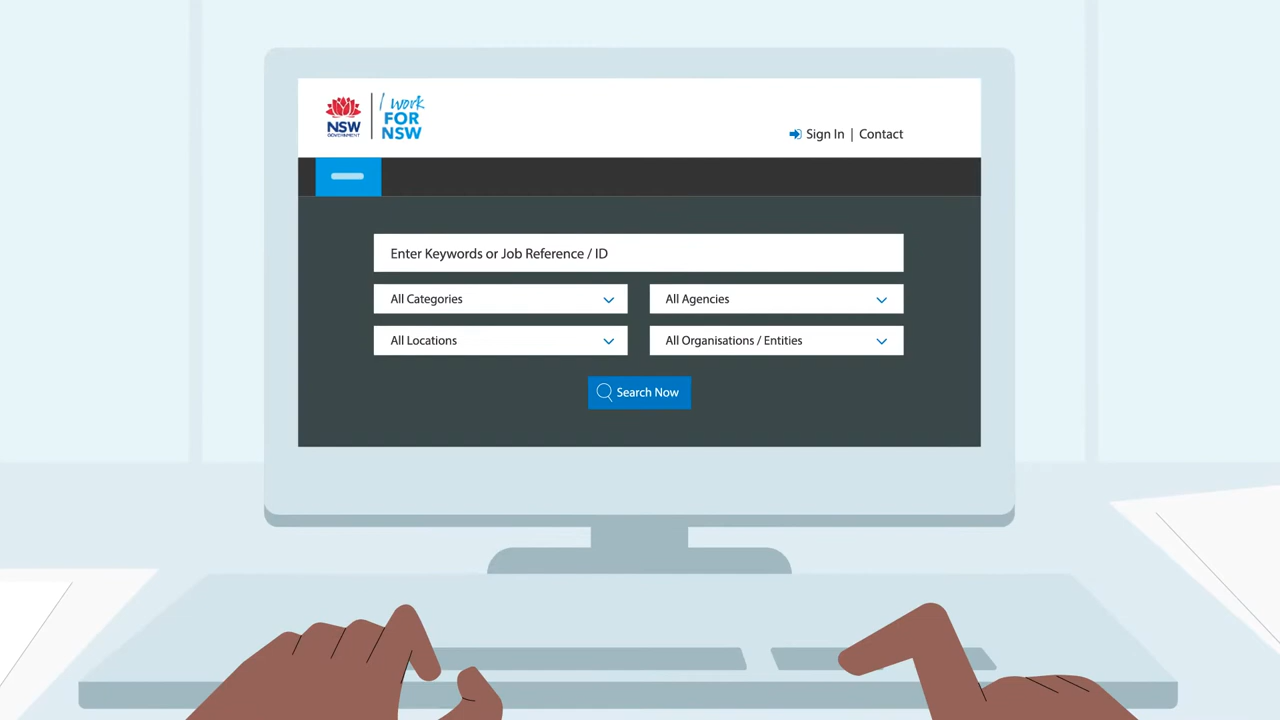 I work
FOR
NSW
NSW
GOVERNMENT
Sign In | Contact
Enter Keywords or Job Reference / ID
All Categories
All Agencies
All Locations
All Organisations / Entities
Search Now